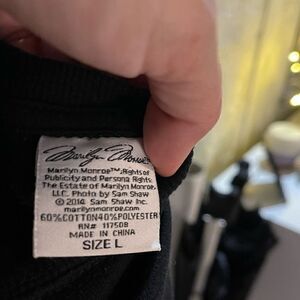 Marilyn Monroe
Marilyn Monroe™; Rights of
Publicity and Persona Rights:
The Estate of Marilyn Monroe,
LLC. Photo by Sam Shaw
© 2014 Sam Shaw Inc.
marilynmonroe.com
60%COTTON40%POLYESTER
RN# 117508
MADE IN CHINA
SIZE L